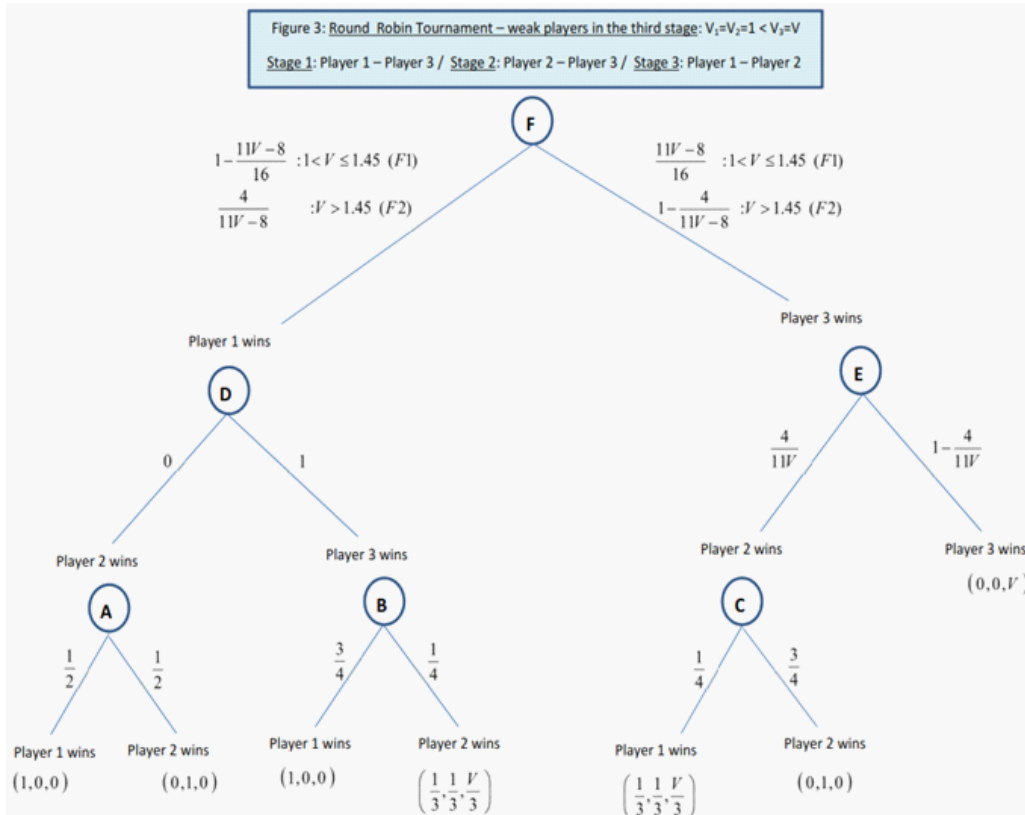 Figure 3: Round Robin Tournament – weak players in the third stage: V₁=V₂=1 < V₃=V
Stage 1: Player 1 – Player 3 / Stage 2: Player 2 – Player 3 / Stage 3: Player 1 – Player 2
F
1 − (11V − 8)/16 :1 < V ≤ 1.45 (F1)
4/(11V − 8) :V > 1.45 (F2)
(11V − 8)/16 :1 < V ≤ 1.45 (F1)
1 − 4/(11V − 8) :V > 1.45 (F2)
Player 1 wins
Player 3 wins
D
E
0
1
4/(11V)
1 − 4/(11V)
Player 2 wins
Player 3 wins
Player 2 wins
Player 3 wins
(0,0,V)
A
B
C
1/2
1/2
3/4
1/4
1/4
3/4
Player 1 wins
Player 2 wins
Player 1 wins
Player 2 wins
Player 1 wins
Player 2 wins
(1,0,0)
(0,1,0)
(1,0,0)
(1/3, 1/3, V/3)
(1/3, 1/3, V/3)
(0,1,0)